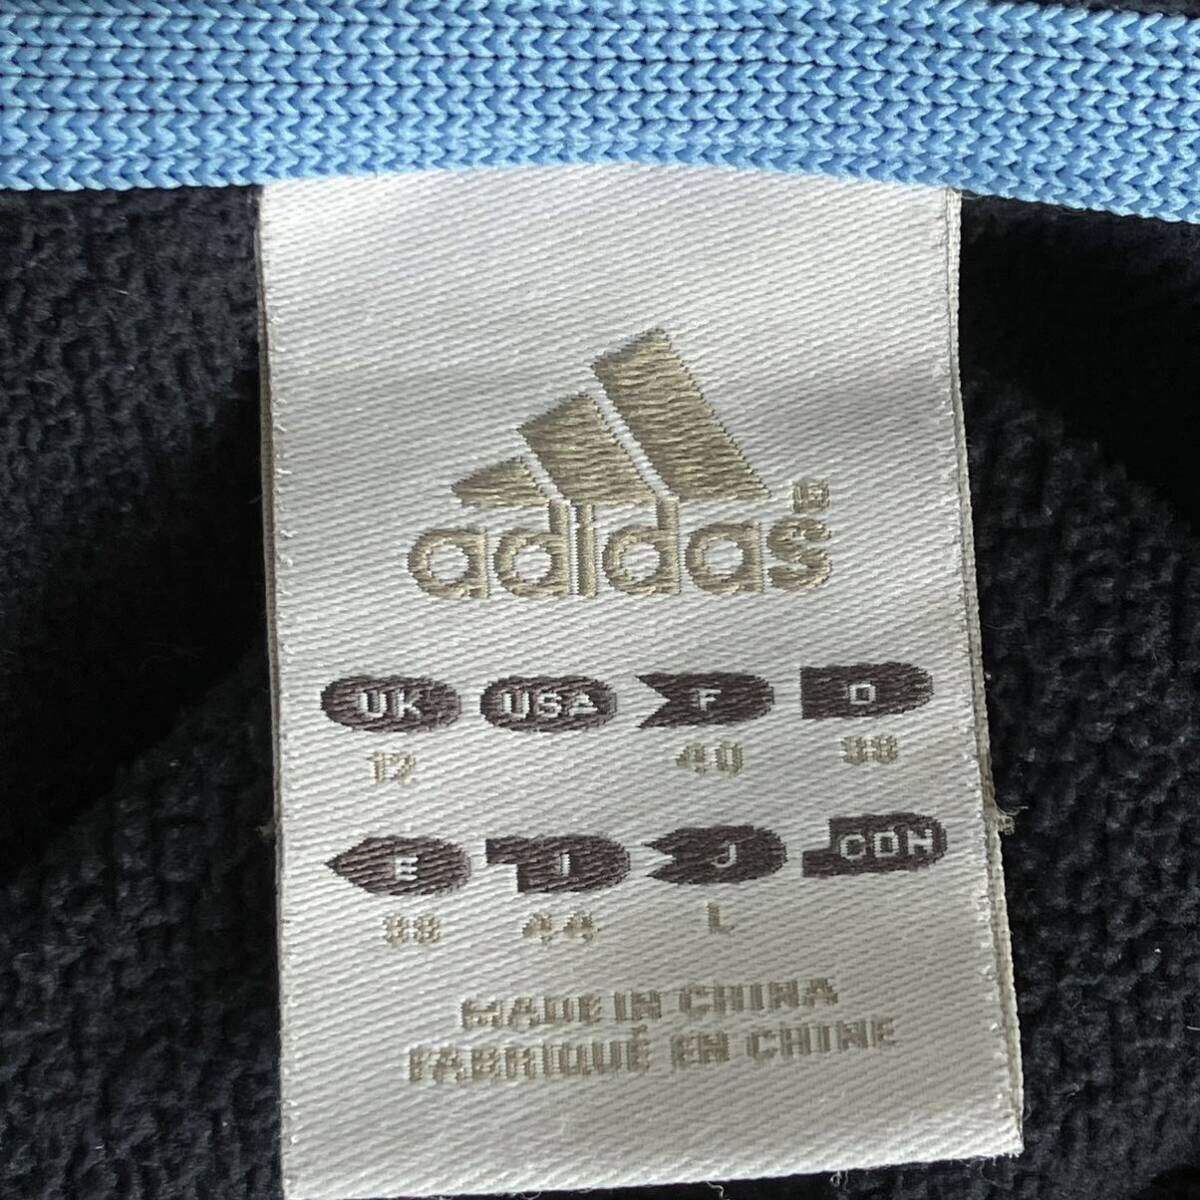 adidas®
UK USA F D
12 40 38
E I J CDN
38 44 L
MADE IN CHINA
FABRIQUÉ EN CHINE